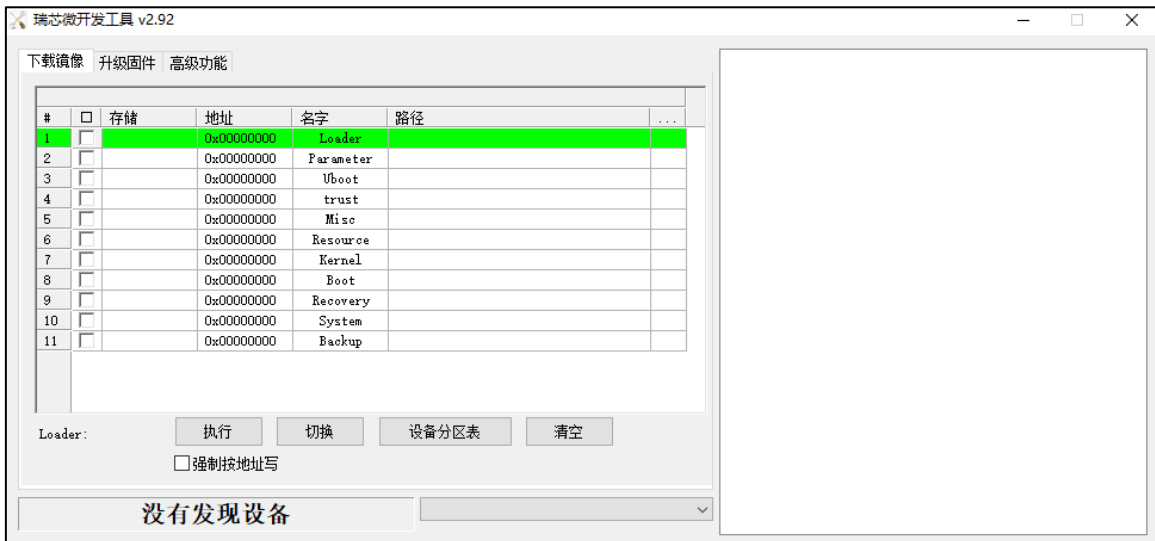 瑞芯微开发工具 v2.92
下载镜像 升级固件 高级功能
# 存储 地址 名字 路径 ...
1 0x00000000 Loader
2 0x00000000 Parameter
3 0x00000000 Uboot
4 0x00000000 trust
5 0x00000000 Misc
6 0x00000000 Resource
7 0x00000000 Kernel
8 0x00000000 Boot
9 0x00000000 Recovery
10 0x00000000 System
11 0x00000000 Backup
Loader: 执行 切换 设备分区表 清空
强制按地址写
没有发现设备